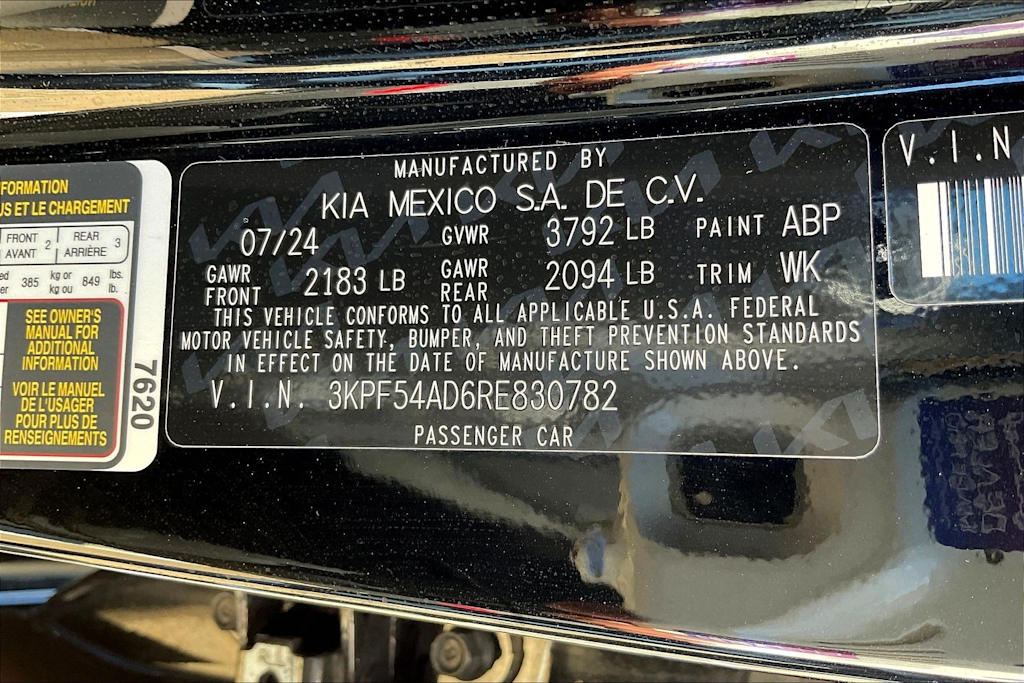 MANUFACTURED BY
KIA MEXICO S.A. DE C.V.
07/24 GVWR 3792 LB PAINT ABP
GAWR FRONT 2183 LB GAWR REAR 2094 LB TRIM WK
THIS VEHICLE CONFORMS TO ALL APPLICABLE U.S.A. FEDERAL
MOTOR VEHICLE SAFETY, BUMPER, AND THEFT PREVENTION STANDARDS
IN EFFECT ON THE DATE OF MANUFACTURE SHOWN ABOVE.
V.I.N. 3KPF54AD6RE830782
PASSENGER CAR
ET LE CHARGEMENT
FRONT AVANT 2 REAR ARRIÈRE 3
385 kg or kg ou 849 lbs. lb.
SEE OWNER'S
MANUAL FOR
ADDITIONAL
INFORMATION
VOIR LE MANUEL
DE L'USAGER
POUR PLUS DE
RENSEIGNEMENTS
7620
V.I.N